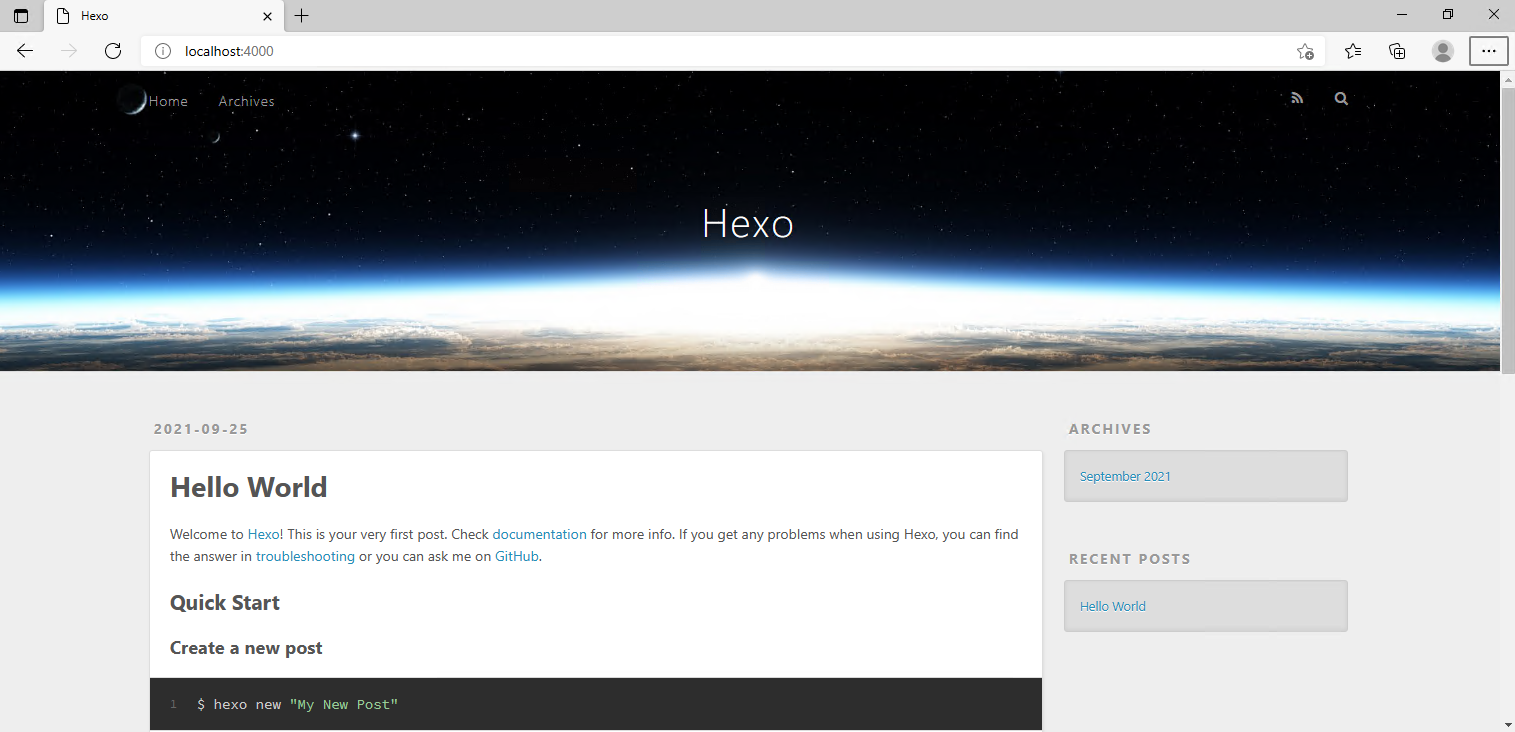 Hexo
localhost:4000
Home Archives
Hexo
2021-09-25
Hello World
Welcome to Hexo! This is your very first post. Check documentation for more info. If you get any problems when using Hexo, you can find
the answer in troubleshooting or you can ask me on GitHub.
Quick Start
Create a new post
1 $ hexo new "My New Post"
ARCHIVES
September 2021
RECENT POSTS
Hello World